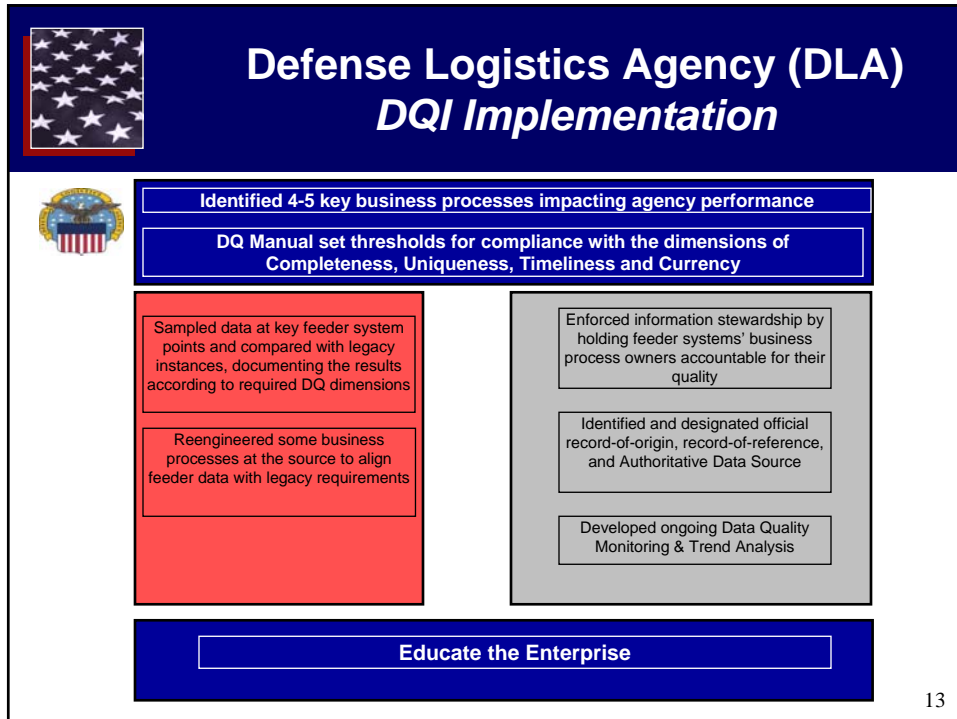 Defense Logistics Agency (DLA)
DQI Implementation
Identified 4-5 key business processes impacting agency performance
DQ Manual set thresholds for compliance with the dimensions of
Completeness, Uniqueness, Timeliness and Currency
Sampled data at key feeder system
points and compared with legacy
instances, documenting the results
according to required DQ dimensions
Reengineered some business
processes at the source to align
feeder data with legacy requirements
Enforced information stewardship by
holding feeder systems’ business
process owners accountable for their
quality
Identified and designated official
record-of-origin, record-of-reference,
and Authoritative Data Source
Developed ongoing Data Quality
Monitoring & Trend Analysis
Educate the Enterprise
13